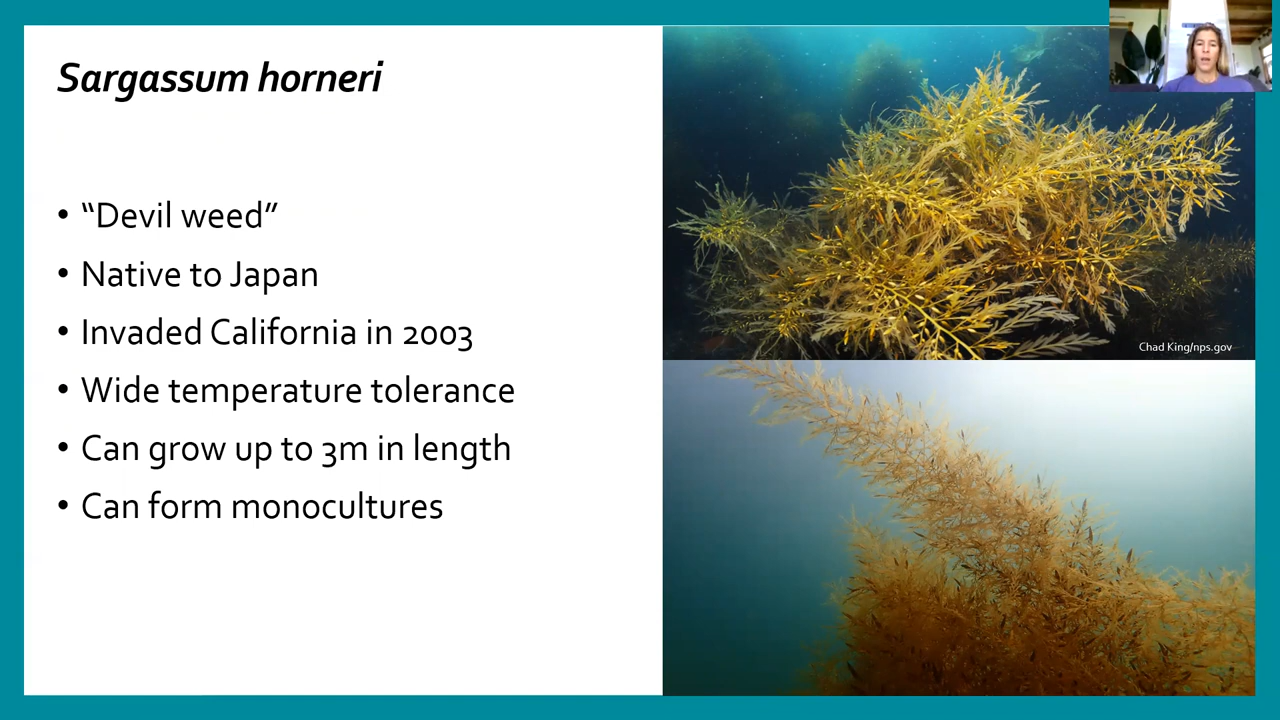 Sargassum horneri
• “Devil weed”
• Native to Japan
• Invaded California in 2003
• Wide temperature tolerance
• Can grow up to 3m in length
• Can form monocultures
Chad King/nps.gov